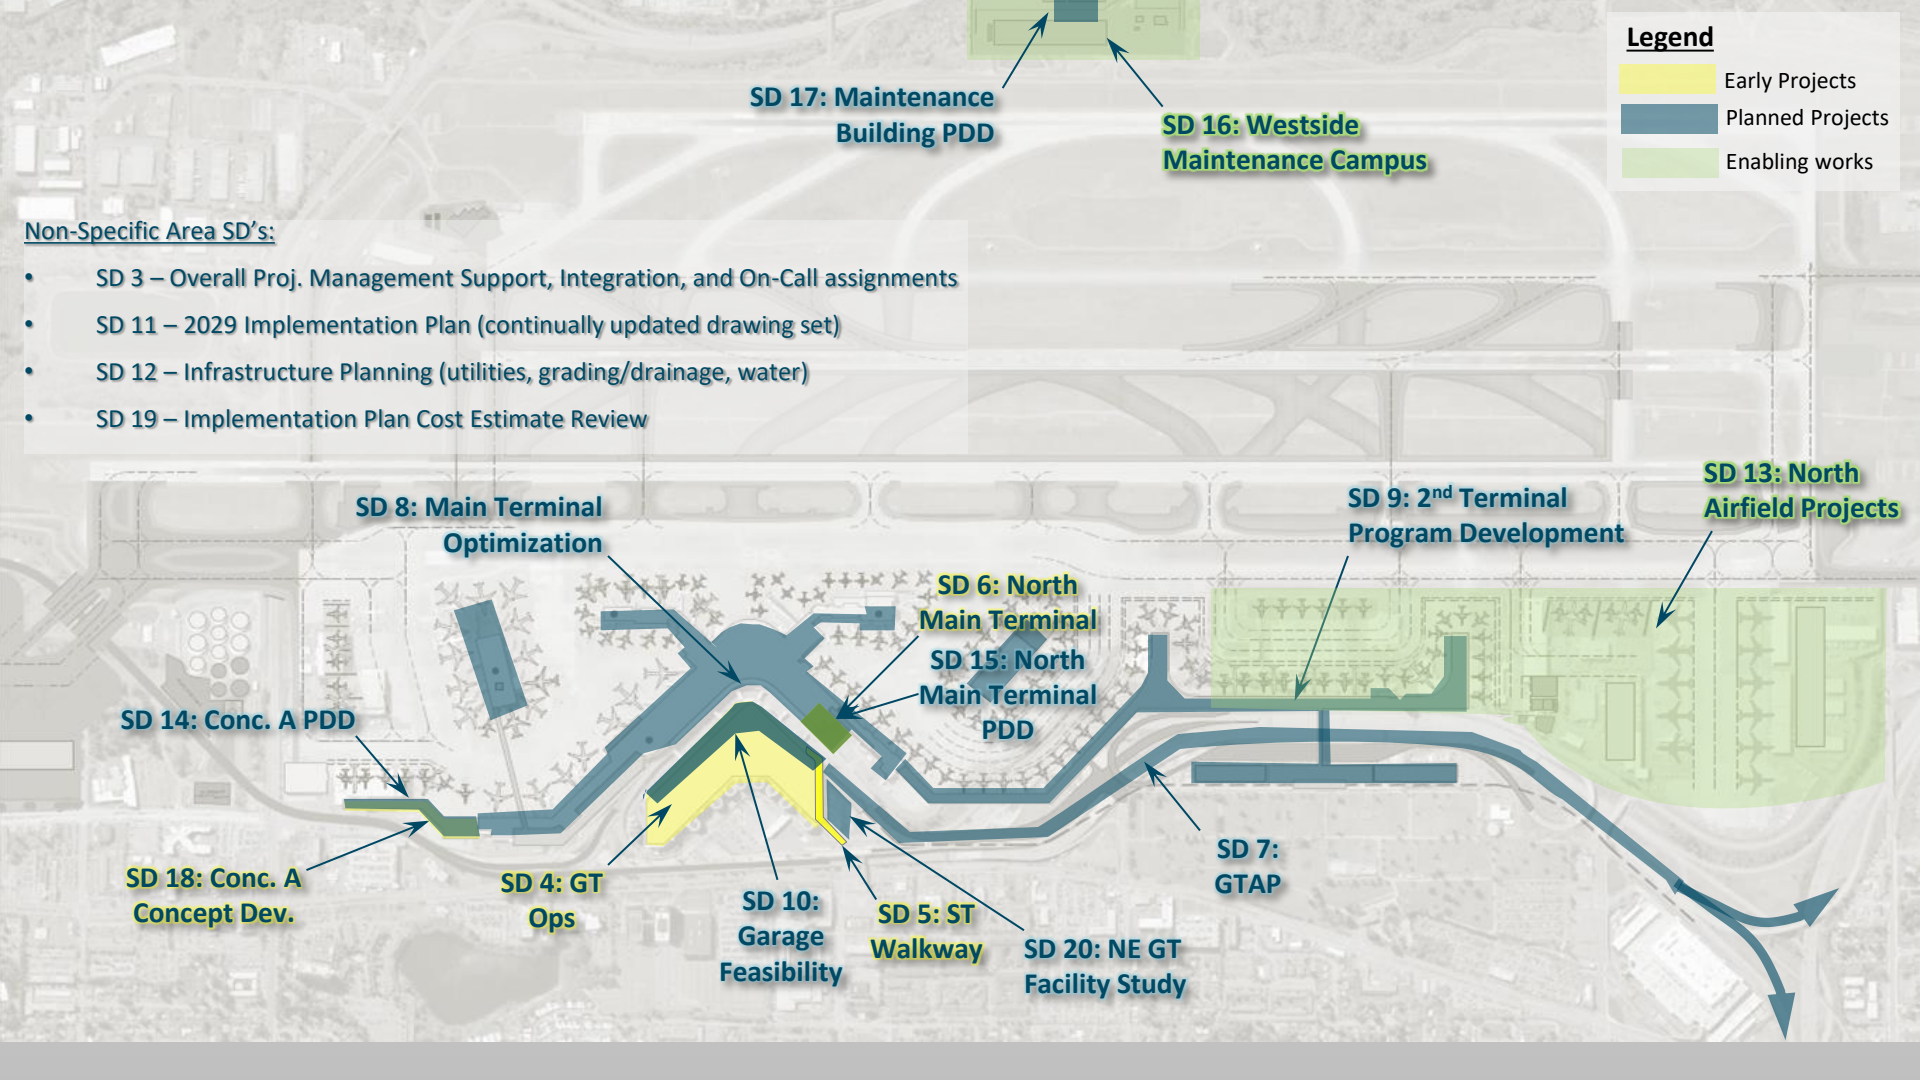 SD 17: Maintenance
Building PDD
SD 16: Westside
Maintenance Campus
Legend
Early Projects
Planned Projects
Enabling works
Non-Specific Area SD’s:
• SD 3 – Overall Proj. Management Support, Integration, and On-Call assignments
• SD 11 – 2029 Implementation Plan (continually updated drawing set)
• SD 12 – Infrastructure Planning (utilities, grading/drainage, water)
• SD 19 – Implementation Plan Cost Estimate Review
SD 8: Main Terminal
Optimization
SD 9: 2nd Terminal
Program Development
SD 13: North
Airfield Projects
SD 6: North
Main Terminal
SD 15: North
Main Terminal
PDD
SD 14: Conc. A PDD
SD 18: Conc. A
Concept Dev.
SD 4: GT
Ops
SD 10:
Garage
Feasibility
SD 5: ST
Walkway
SD 20: NE GT
Facility Study
SD 7:
GTAP